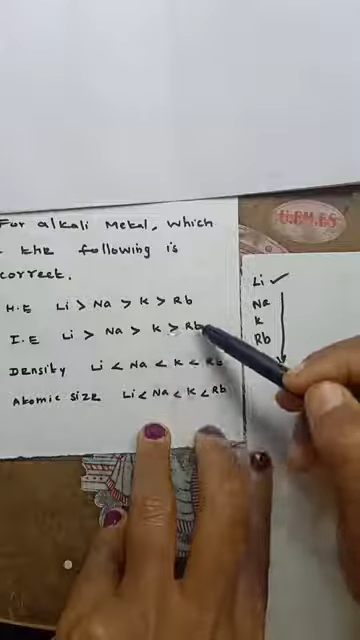 For alkali Metal, which
the following is
correct.
H.E Li > Na > K > Rb
I.E Li > Na > K > Rb
Density Li < Na < K < Rb
Atomic size Li < Na < K < Rb
Li ✓
Na
K
Rb